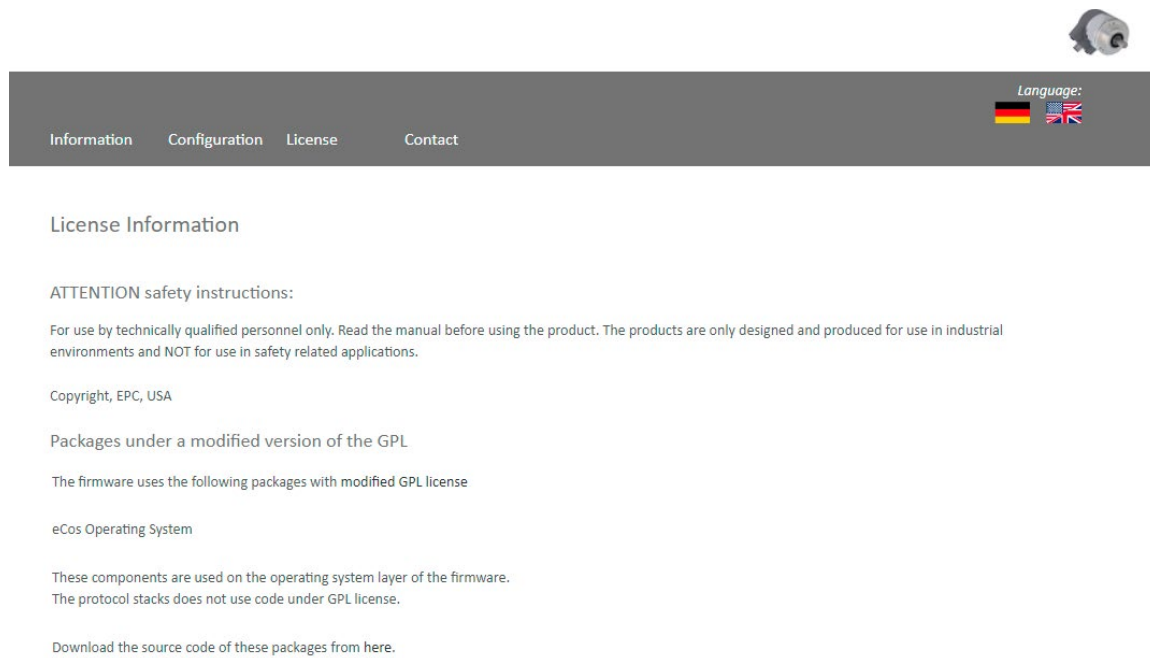 Language:
Information Configuration License Contact
License Information
ATTENTION safety instructions:
For use by technically qualified personnel only. Read the manual before using the product. The products are only designed and produced for use in industrial
environments and NOT for use in safety related applications.
Copyright, EPC, USA
Packages under a modified version of the GPL
The firmware uses the following packages with modified GPL license
eCos Operating System
These components are used on the operating system layer of the firmware.
The protocol stacks does not use code under GPL license.
Download the source code of these packages from here.